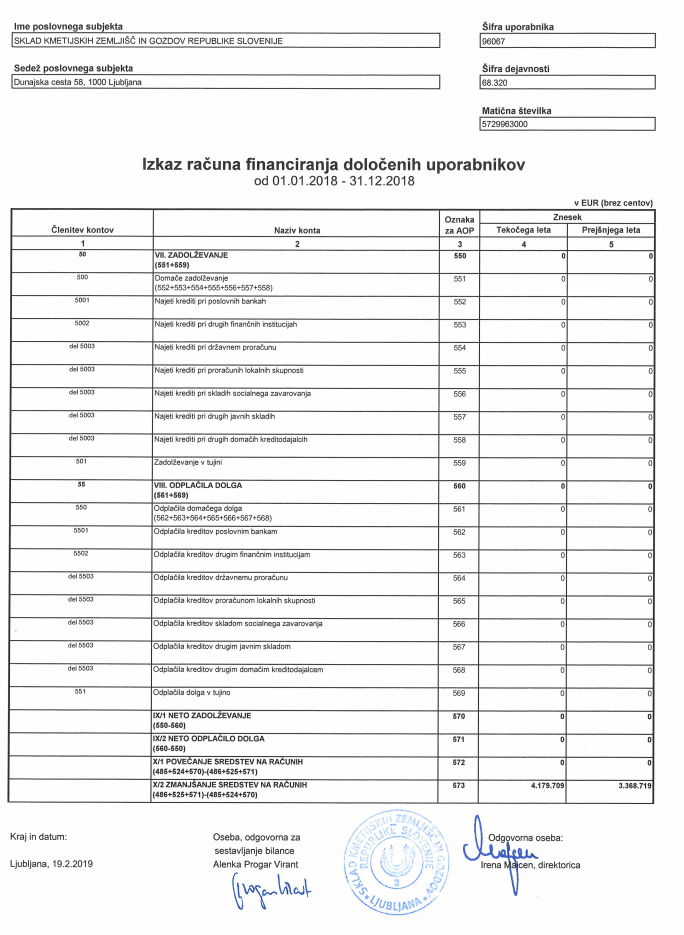 Ime poslovnega subjekta
SKLAD KMETIJSKIH ZEMLJIŠČ IN GOZDOV REPUBLIKE SLOVENIJE
Šifra uporabnika
96067
Sedež poslovnega subjekta
Dunajska cesta 58, 1000 Ljubljana
Šifra dejavnosti
68.320
Matična številka
5729963000
Izkaz računa financiranja določenih uporabnikov
od 01.01.2018 - 31.12.2018
v EUR (brez centov)
Členitev kontov Naziv konta Oznaka za AOP Znesek
Tekočega leta Prejšnjega leta
1 2 3 4 5
50 VII. ZADOLŽEVANJE 550 0 0
(551+559)
500 Domače zadolževanje 551 0 0
(552+553+554+555+556+557+558)
5001 Najeti krediti pri poslovnih bankah 552 0 0
5002 Najeti krediti pri drugih finančnih institucijah 553 0 0
del 5003 Najeti krediti pri državnem proračunu 554 0 0
del 5003 Najeti krediti pri proračunih lokalnih skupnosti 555 0 0
del 5003 Najeti krediti pri skladih socialnega zavarovanja 556 0 0
del 5003 Najeti krediti pri drugih javnih skladih 557 0 0
del 5003 Najeti krediti pri drugih domačih kreditodajalcih 558 0 0
501 Zadolževanje v tujini 559 0 0
55 VIII. ODPLAČILA DOLGA 560 0 0
(561+569)
550 Odplačila domačega dolga 561 0 0
(562+563+564+565+566+567+568)
5501 Odplačila kreditov poslovnim bankam 562 0 0
5502 Odplačila kreditov drugim finančnim institucijam 563 0 0
del 5503 Odplačila kreditov državnemu proračunu 564 0 0
del 5503 Odplačila kreditov proračunom lokalnih skupnosti 565 0 0
del 5503 Odplačila kreditov skladom socialnega zavarovanja 566 0 0
del 5503 Odplačila kreditov drugim javnim skladom 567 0 0
del 5503 Odplačila kreditov drugim domačim kreditodajalcem 568 0 0
551 Odplačila dolga v tujino 569 0 0
IX/1 NETO ZADOLŽEVANJE 570 0 0
(550-560)
IX/2 NETO ODPLAČILO DOLGA 571 0 0
(560-550)
X/1 POVEČANJE SREDSTEV NA RAČUNIH 572 0 0
(485+524+570)-(486+525+571)
X/2 ZMANJŠANJE SREDSTEV NA RAČUNIH 573 4.179.709 3.368.719
(486+525+571)-(485+524+570)
Kraj in datum:
Ljubljana, 19.2.2019
Oseba, odgovorna za
sestavljanje bilance
Alenka Progar Virant
Progar Virant
SKLAD KMETIJSKIH ZEMLJIŠČ IN GOZDOV
REPUBLIKE SLOVENIJE
3
LJUBLJANA
Odgovorna oseba:
Irena Majcen, direktorica
Majcen